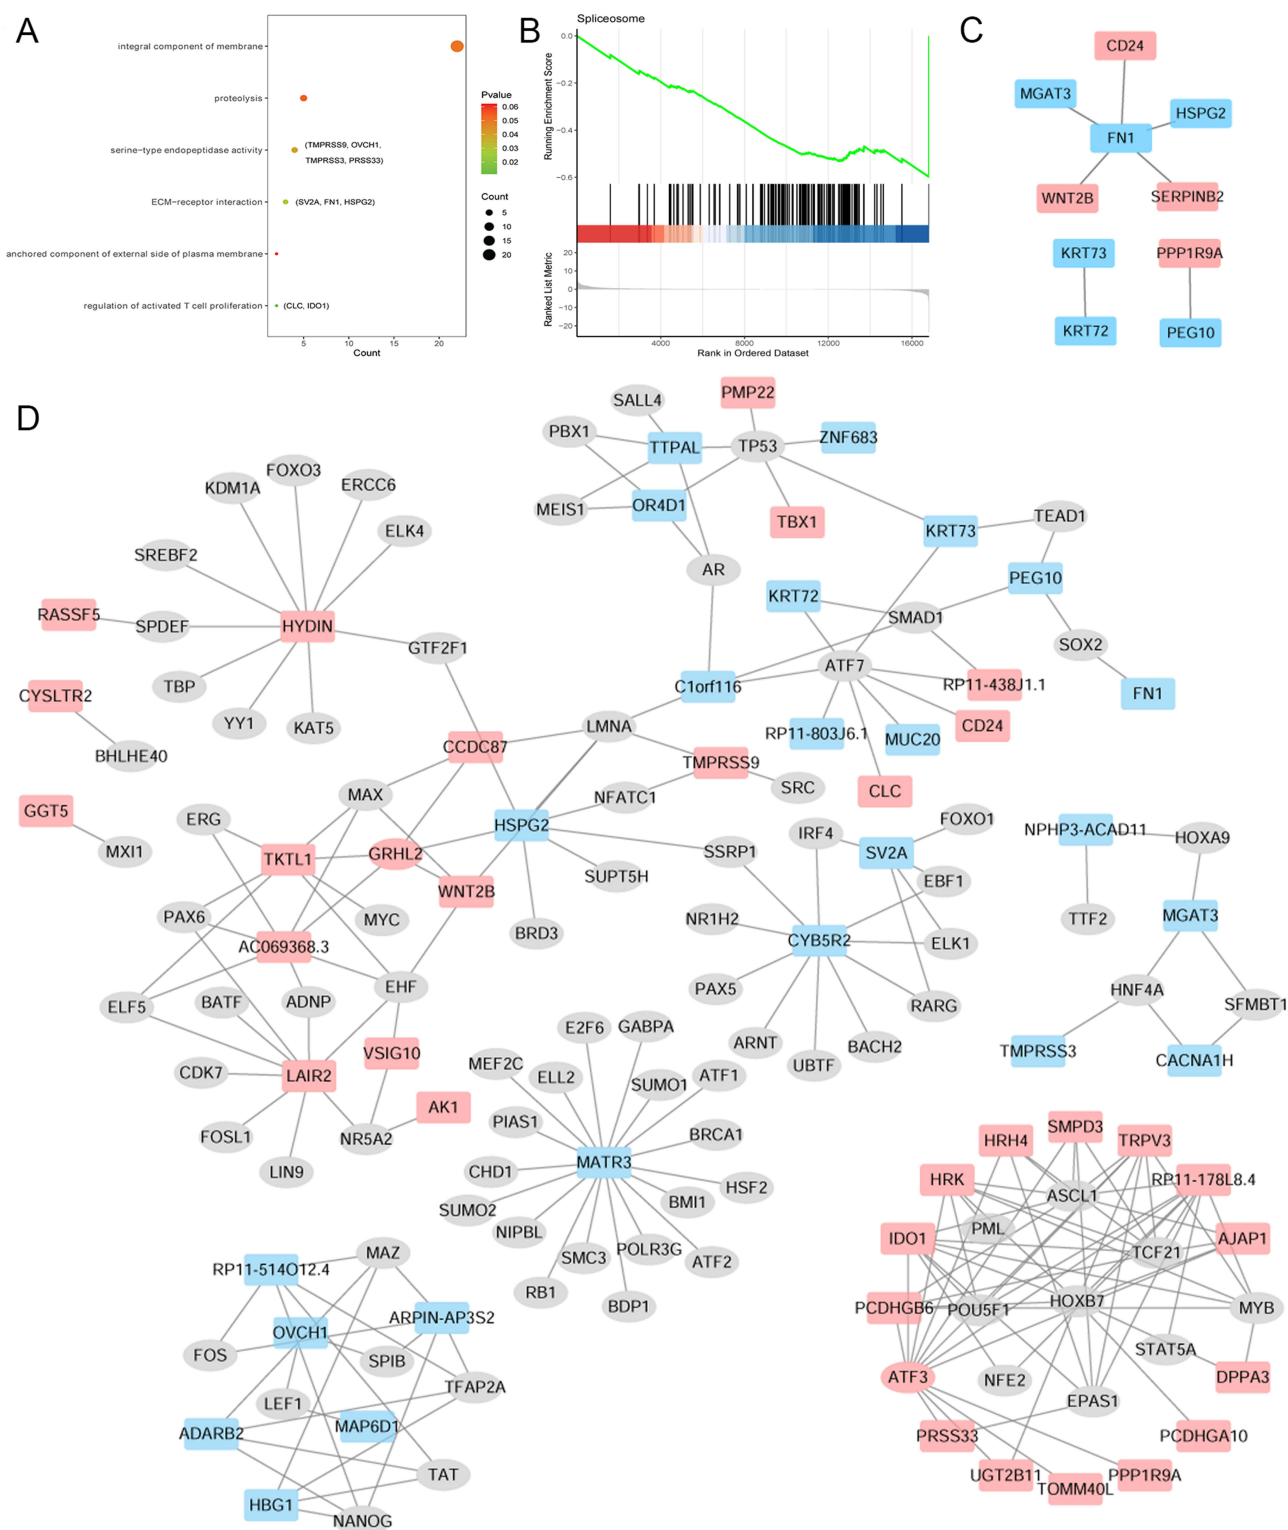 A
integral component of membrane
proteolysis
serine-type endopeptidase activity
(TMPRSS9, OVCH1,
TMPRSS3, PRSS33)
ECM-receptor interaction
(SV2A, FN1, HSPG2)
anchored component of external side of plasma membrane
regulation of activated T cell proliferation
(CLC, IDO1)
5 10 15 20
Count
Pvalue
0.06
0.05
0.04
0.03
0.02
Count
5
10
15
20
B
Spliceosome
Running Enrichment Score
0.0
-0.2
-0.4
-0.6
Ranked List Metric
20
10
0
-10
-20
4000 8000 12000 16000
Rank in Ordered Dataset
C
CD24
MGAT3
HSPG2
FN1
WNT2B
SERPINB2
KRT73
PPP1R9A
KRT72
PEG10
D
SALL4
PMP22
PBX1
TTPAL
TP53
ZNF683
MEIS1
OR4D1
TBX1
KRT73
TEAD1
AR
KRT72
PEG10
SMAD1
SOX2
ATF7
C1orf116
RP11-438J1.1
FN1
RP11-803J6.1
MUC20
CD24
CLC
FOXO3
KDM1A
ERCC6
ELK4
SREBF2
RASSF5
SPDEF
HYDIN
GTF2F1
TBP
YY1
KAT5
CYSLTR2
BHLHE40
GGT5
MXI1
LMNA
CCDC87
TMPRSS9
SRC
NFATC1
MAX
HSPG2
ERG
TKTL1
GRHL2
WNT2B
SUPT5H
SSRP1
BRD3
MYC
PAX6
AC069368.3
EHF
ELF5
BATF
ADNP
VSIG10
CDK7
LAIR2
AK1
FOSL1
NR5A2
LIN9
IRF4
FOXO1
SV2A
EBF1
NR1H2
CYB5R2
ELK1
PAX5
RARG
ARNT
UBTF
BACH2
NPHP3-ACAD11
HOXA9
TTF2
MGAT3
HNF4A
SFMBT1
TMPRSS3
CACNA1H
E2F6
GABPA
MEF2C
ELL2
SUMO1
ATF1
PIAS1
BRCA1
CHD1
MATR3
HSF2
SUMO2
BMI1
NIPBL
SMC3
POLR3G
ATF2
RB1
BDP1
RP11-514O12.4
MAZ
OVCH1
ARPIN-AP3S2
FOS
SPIB
TFAP2A
LEF1
ADARB2
MAP6D1
TAT
HBG1
NANOG
HRH4
SMPD3
TRPV3
HRK
ASCL1
RP11-178L8.4
IDO1
PML
TCF21
AJAP1
PCDHGB6
POU5F1
HOXB7
MYB
STAT5A
ATF3
NFE2
EPAS1
DPPA3
PRSS33
PCDHGA10
UGT2B11
TOMM40L
PPP1R9A